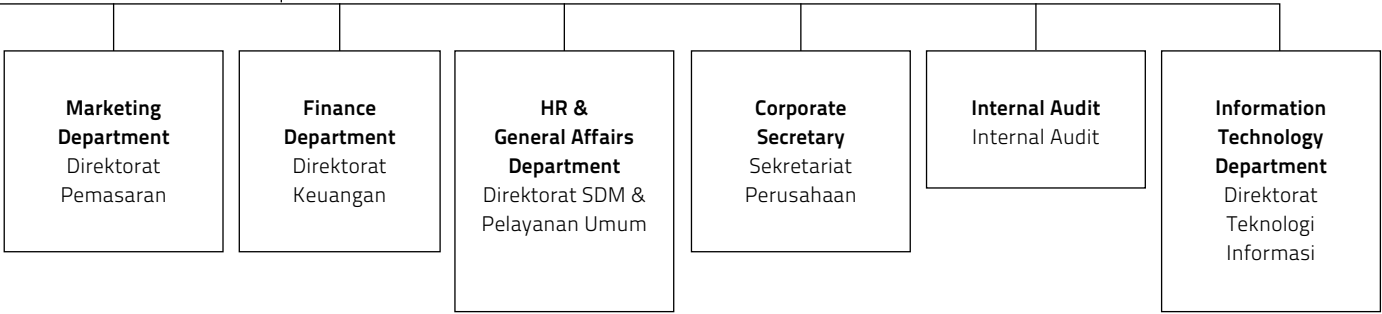 Marketing
Department
Direktorat
Pemasaran
Finance
Department
Direktorat
Keuangan
HR &
General Affairs
Department
Direktorat SDM &
Pelayanan Umum
Corporate
Secretary
Sekretariat
Perusahaan
Internal Audit
Internal Audit
Information
Technology
Department
Direktorat
Teknologi
Informasi